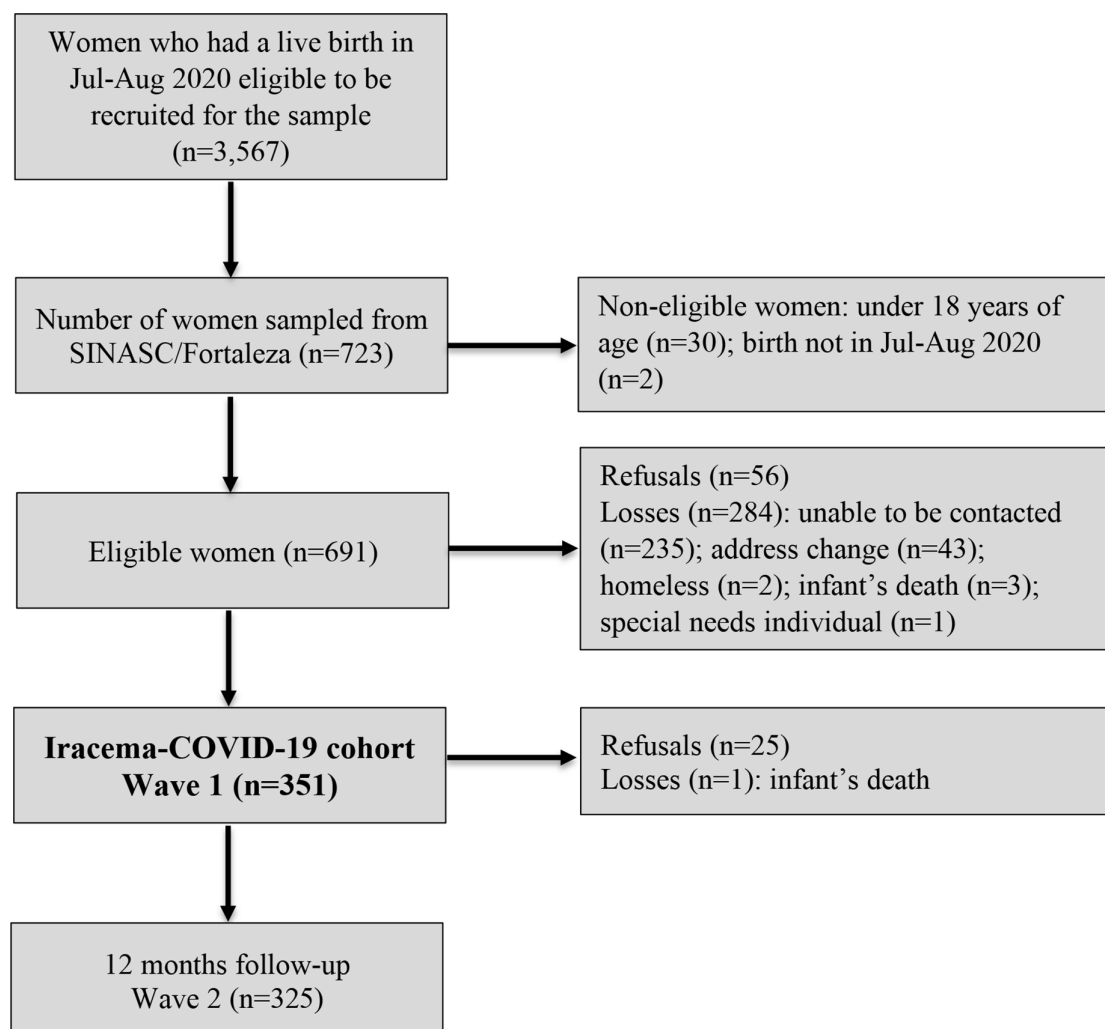 Women who had a live birth in
Jul-Aug 2020 eligible to be
recruited for the sample
(n=3,567)
Number of women sampled from
SINASC/Fortaleza (n=723)
Non-eligible women: under 18 years of
age (n=30); birth not in Jul-Aug 2020
(n=2)
Eligible women (n=691)
Refusals (n=56)
Losses (n=284): unable to be contacted
(n=235); address change (n=43);
homeless (n=2); infant’s death (n=3);
special needs individual (n=1)
Iracema-COVID-19 cohort
Wave 1 (n=351)
Refusals (n=25)
Losses (n=1): infant’s death
12 months follow-up
Wave 2 (n=325)